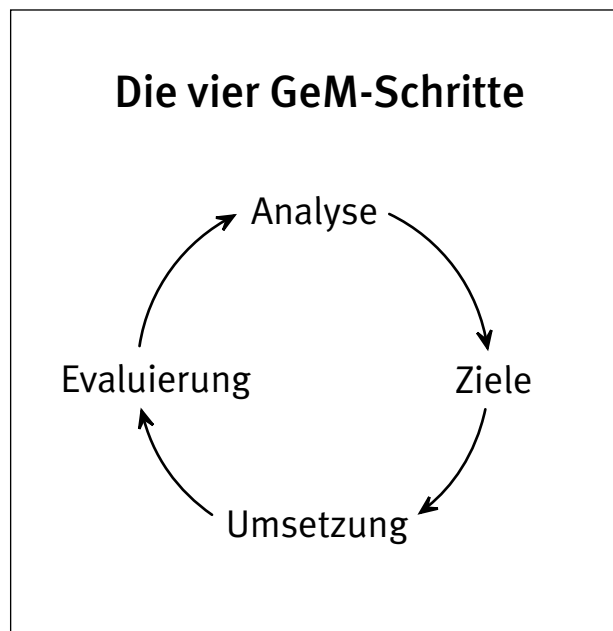 Die vier GeM-Schritte
Analyse
Ziele
Umsetzung
Evaluierung